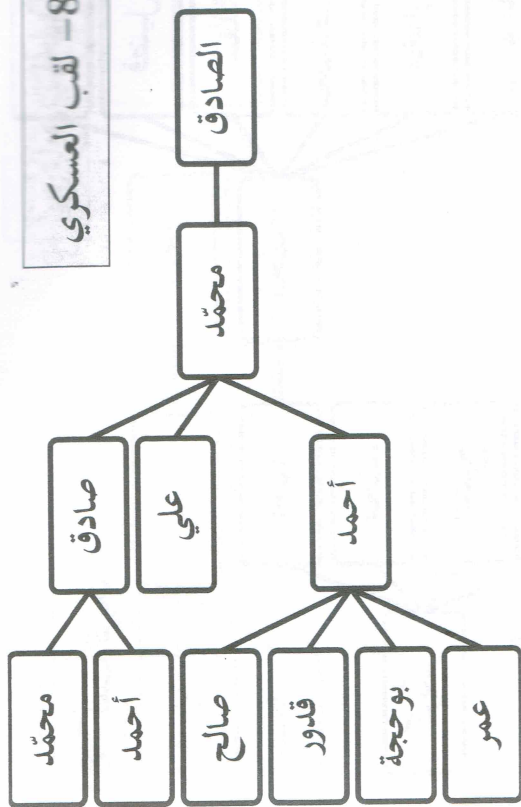 8- لقب العسكري
الصادق
محمّد
صادق
علي
أحمد
محمّد
أحمد
صالح
قدور
بوحجة
عمر